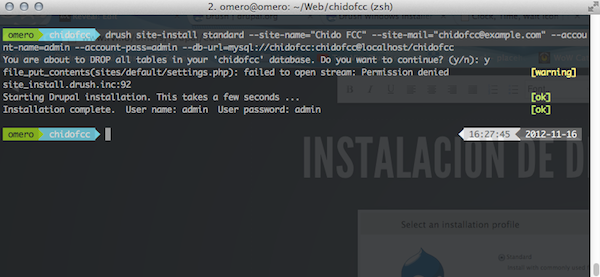 2. omero@omero: ~/Web/chidofcc (zsh)
omero chidofcc drush site-install standard --site-name="Chido FCC" --site-mail="chidofcc@example.com" --accou
nt-name=admin --account-pass=admin --db-url=mysql://chidofcc:chidofcc@localhost/chidofcc
You are about to DROP all tables in your 'chidofcc' database. Do you want to continue? (y/n): y
file_put_contents(sites/default/settings.php): failed to open stream: Permission denied [warning]
site_install.drush.inc:92
Starting Drupal installation. This takes a few seconds ... [ok]
Installation complete.  User name: admin  User password: admin [ok]
omero chidofcc 16:27:45 2012-11-16
INSTALACIÓN DE D
Select an installation profile